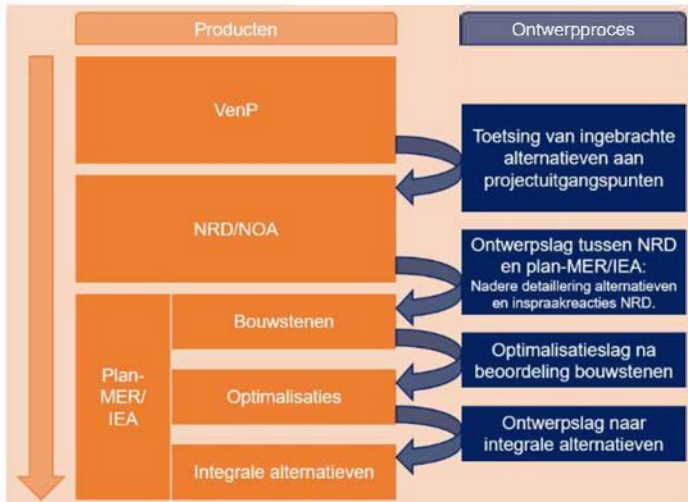 Producten
Ontwerpproces
VenP
Toetsing van ingebrachte
alternatieven aan
projectuitgangspunten
NRD/NOA
Ontwerpslag tussen NRD
en plan-MER/IEA:
Nadere detaillering alternatieven
en inspraakreacties NRD.
Plan-
MER/
IEA
Bouwstenen
Optimalisatieslag na
beoordeling bouwstenen
Optimalisaties
Ontwerpslag naar
integrale alternatieven
Integrale alternatieven